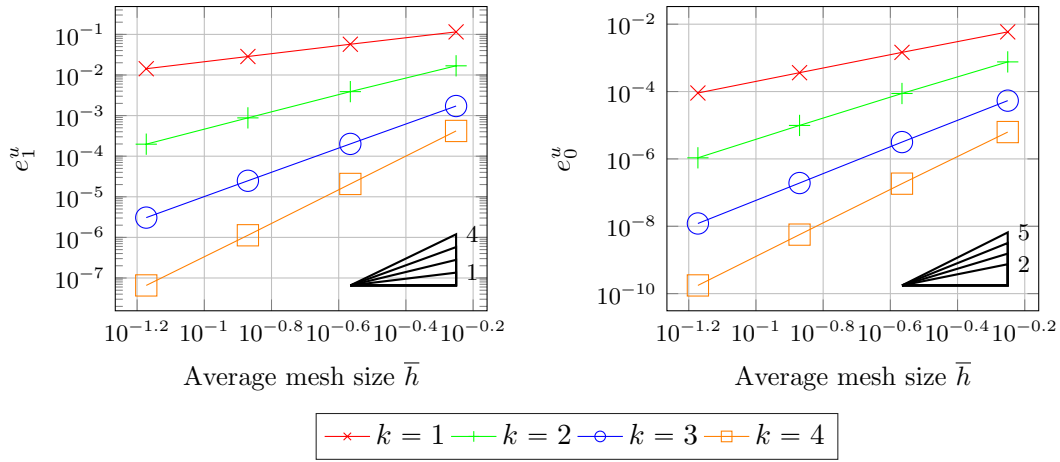 10^{-1}
10^{-2}
10^{-3}
10^{-4}
10^{-5}
10^{-6}
10^{-7}
e_1^u
4
1
10^{-1.2} 10^{-1} 10^{-0.8} 10^{-0.6} 10^{-0.4} 10^{-0.2}
Average mesh size \overline{h}
10^{-2}
10^{-4}
10^{-6}
10^{-8}
10^{-10}
e_0^u
5
2
10^{-1.2} 10^{-1} 10^{-0.8} 10^{-0.6} 10^{-0.4} 10^{-0.2}
Average mesh size \overline{h}
k = 1 k = 2 k = 3 k = 4